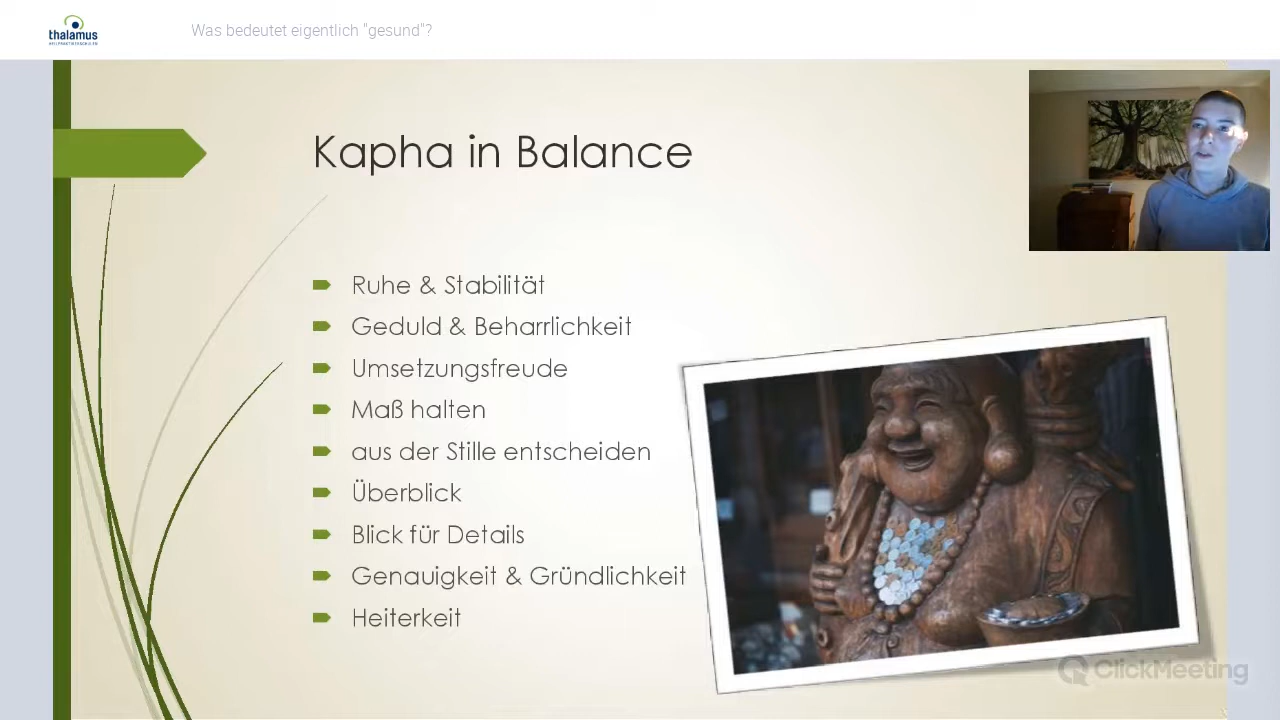 thalamus
HEILPRAKTIKERSCHULEN
Was bedeutet eigentlich "gesund"?
Kapha in Balance
Ruhe & Stabilität
Geduld & Beharrlichkeit
Umsetzungsfreude
Maß halten
aus der Stille entscheiden
Überblick
Blick für Details
Genauigkeit & Gründlichkeit
Heiterkeit
ClickMeeting